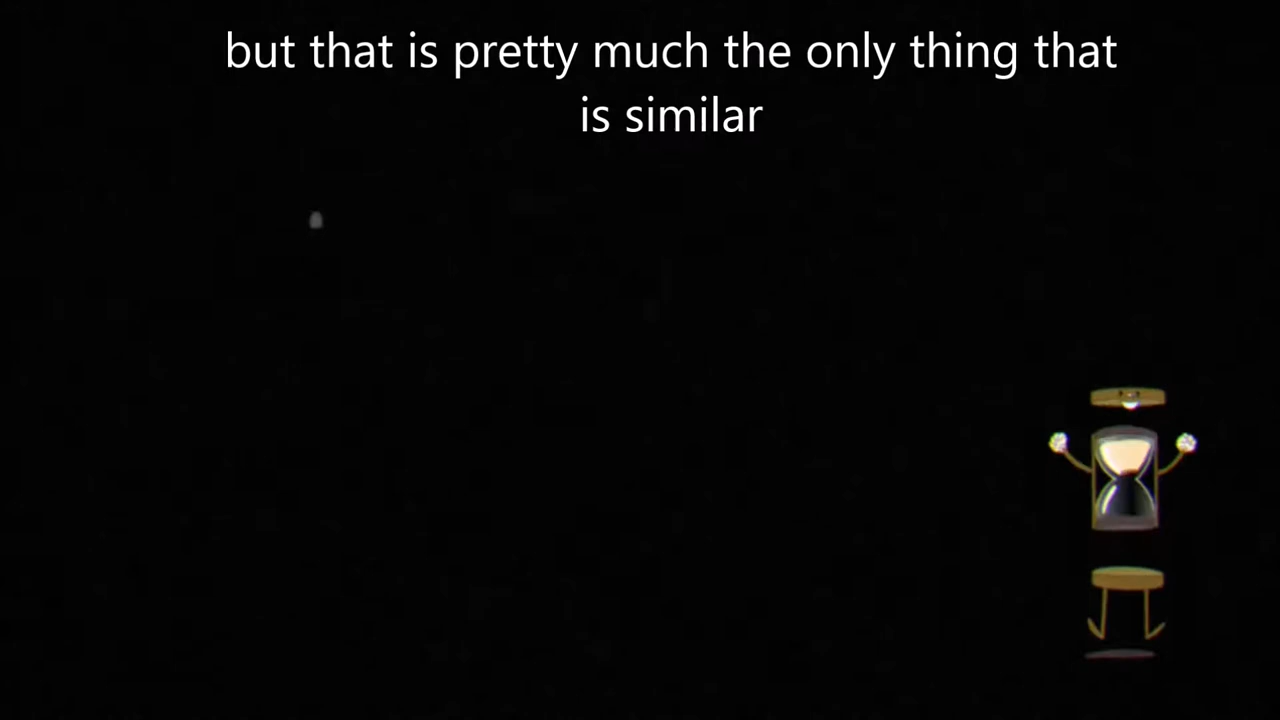 but that is pretty much the only thing that
is similar